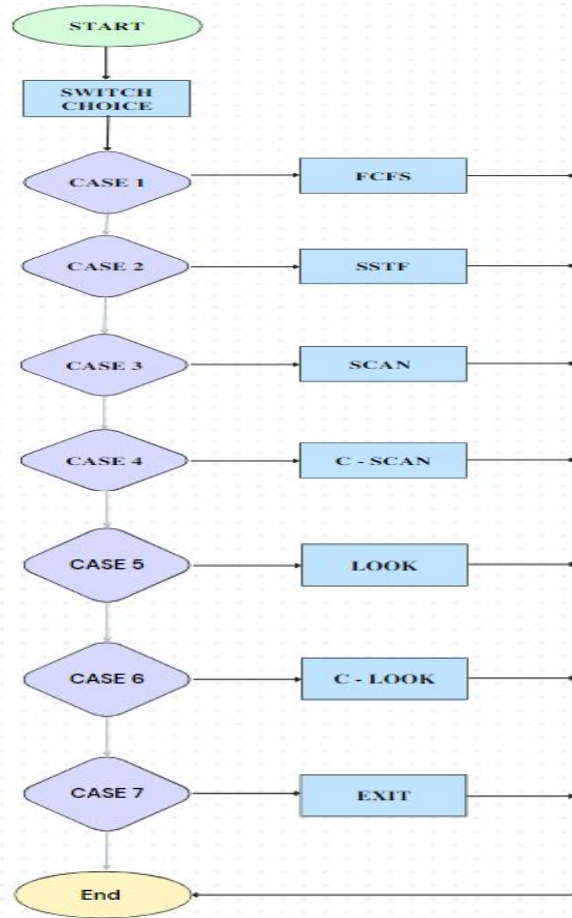 START
SWITCH
CHOICE
CASE 1
FCFS
CASE 2
SSTF
CASE 3
SCAN
CASE 4
C - SCAN
CASE 5
LOOK
CASE 6
C - LOOK
CASE 7
EXIT
End